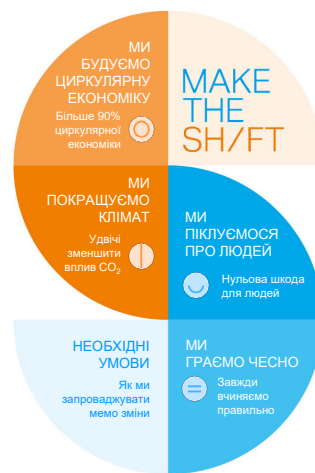 МИ
БУДУЄМО
ЦИРКУЛЯРНУ
ЕКОНОМІКУ
Більше 90%
циркулярної
економіки
MAKE
THE
SH/FT
МИ
ПОКРАЩУЄМО
КЛІМАТ
Удвічі
зменшити
вплив CO₂
МИ
ПІКЛУЄМОСЯ
ПРО ЛЮДЕЙ
Нульова шкода
для людей
НЕОБХІДНІ
УМОВИ
Як ми
запроваджувати
мемо зміни
МИ
ГРАЄМО ЧЕСНО
Завжди
вчиняємо
правильно